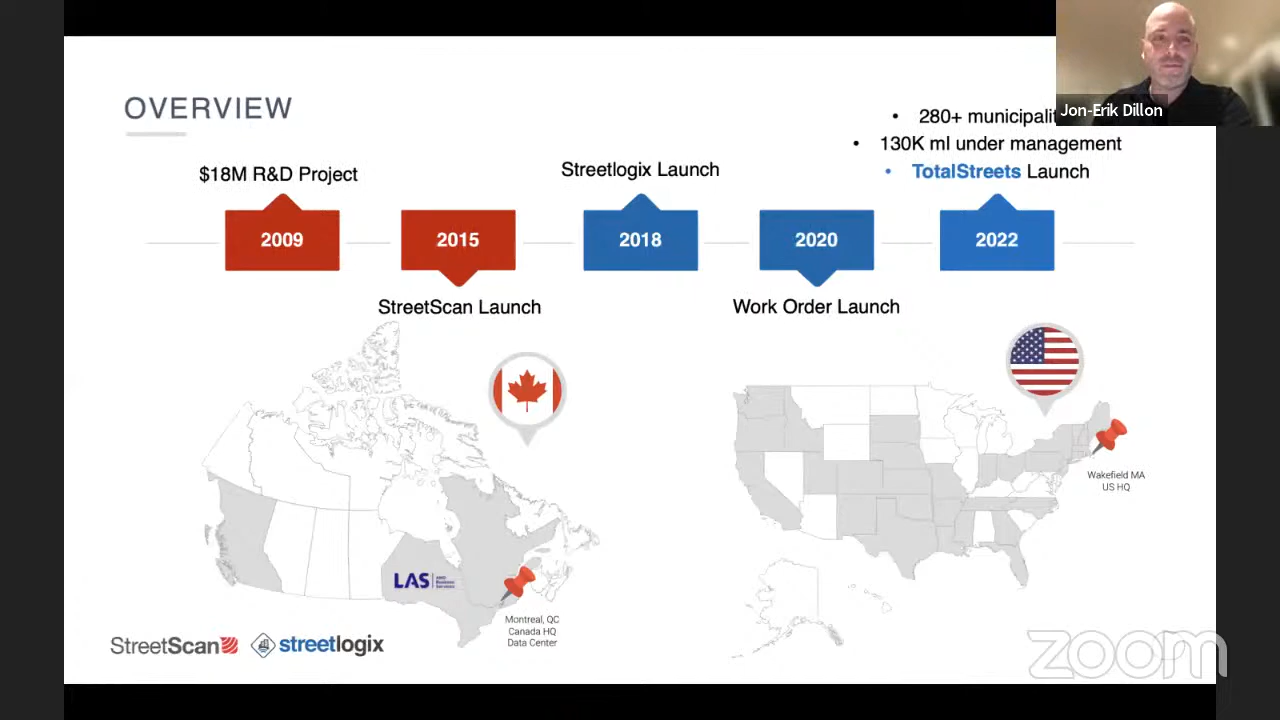 OVERVIEW
Jon-Erik Dillon
• 280+ municipalit
• 130K ml under management
• TotalStreets Launch
$18M R&D Project
Streetlogix Launch
2009
2015
2018
2020
2022
StreetScan Launch
Work Order Launch
Wakefield MA
US HQ
LAS
Montreal, QC
Canada HQ
Data Center
StreetScan
streetlogix
zoom